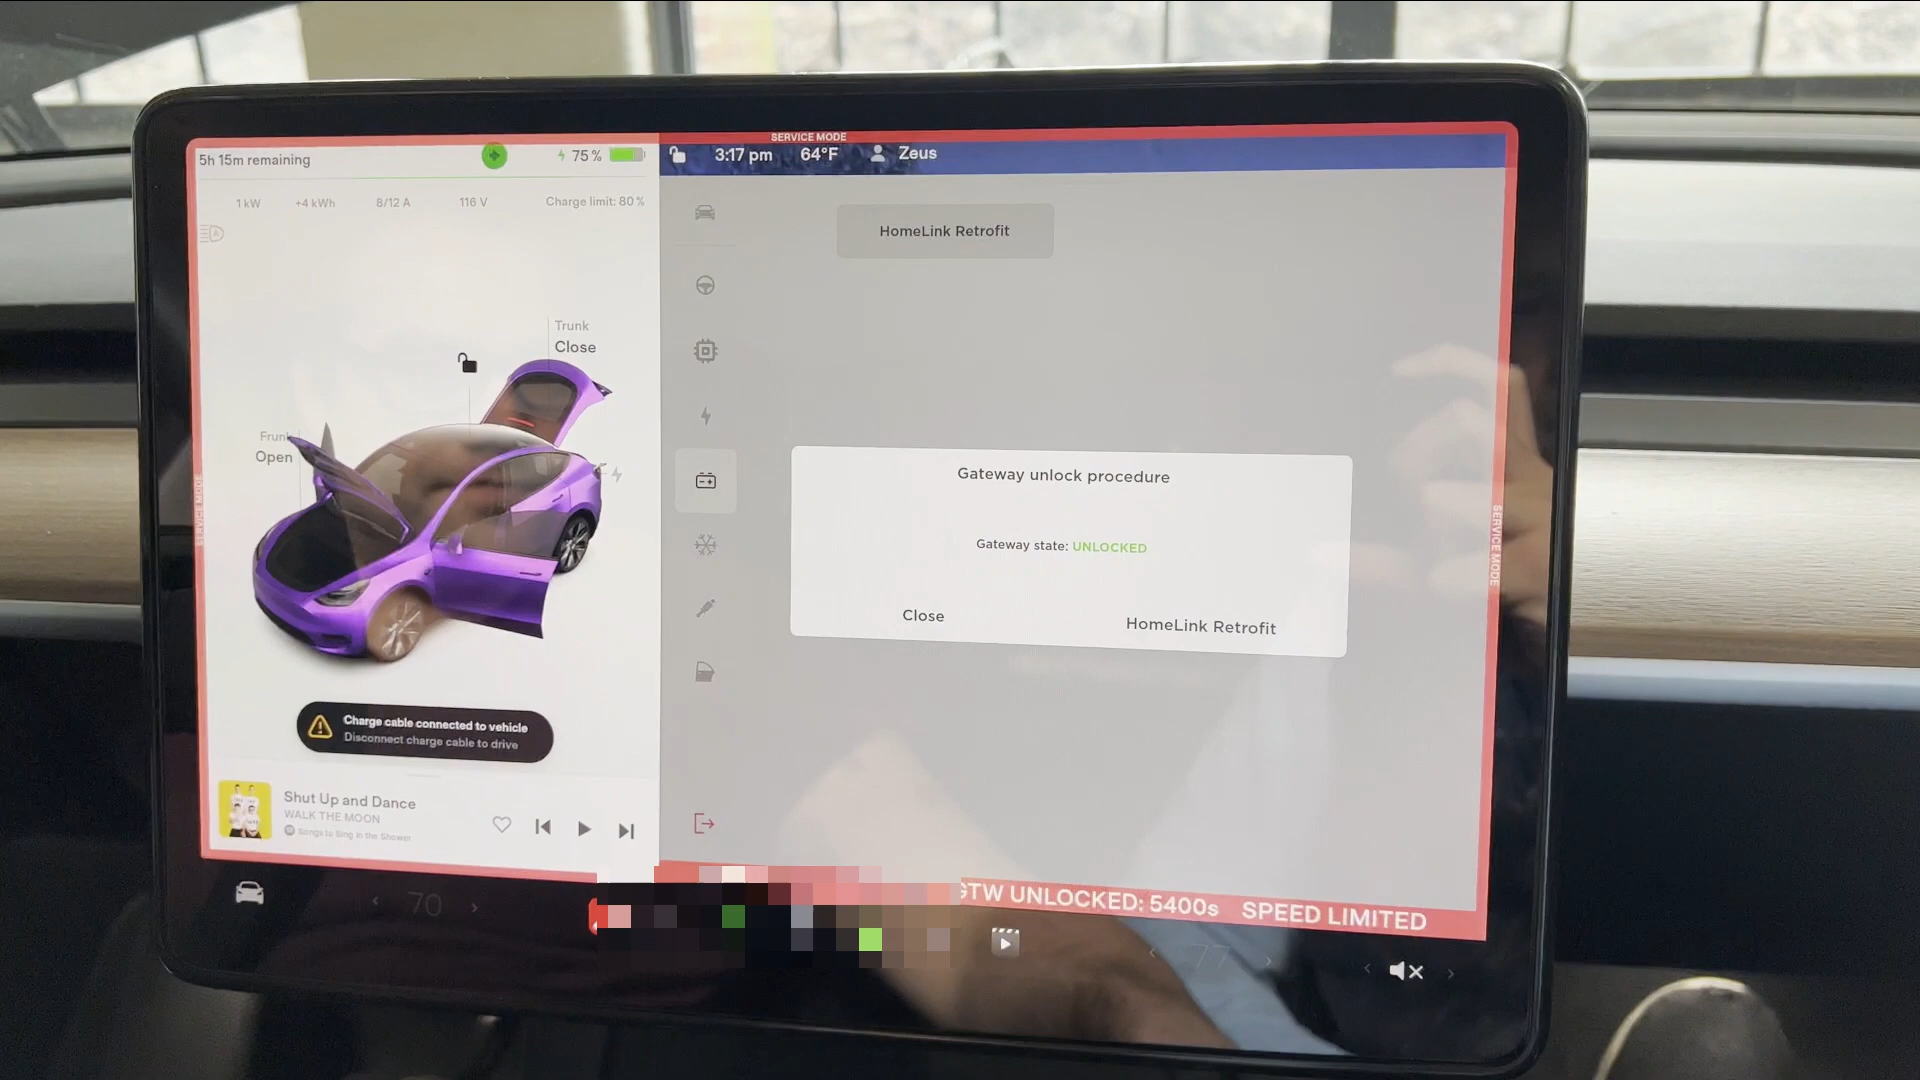 SERVICE MODE
5h 15m remaining
75 %
3:17 pm
64°F
Zeus
1 kW
+4 kWh
8/12 A
116 V
Charge limit: 80 %
HomeLink Retrofit
Trunk
Close
Frunk
Open
Gateway unlock procedure
Gateway state: UNLOCKED
Close
HomeLink Retrofit
SERVICE MODE
SERVICE MODE
Charge cable connected to vehicle
Disconnect charge cable to drive
Shut Up and Dance
WALK THE MOON
Songs to Sing in the Shower
GTW UNLOCKED: 5400s SPEED LIMITED
70
77